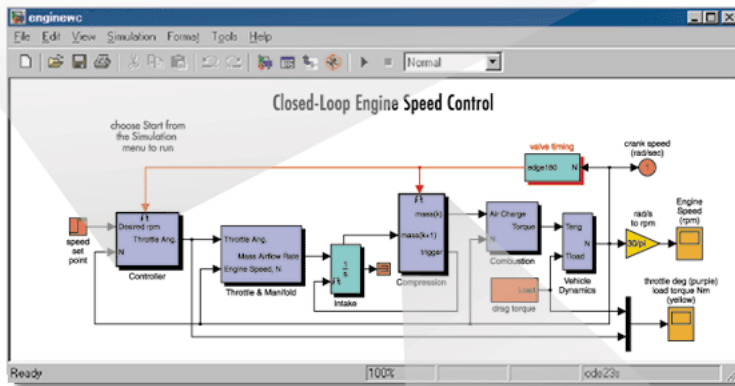 enginewc
File Edit View Simulation Format Tools Help
Normal
Closed-Loop Engine Speed Control
choose Start from
the Simulation
menu to run
valve timing
edge180 N
crank speed
(rad/sec)
1
speed
set
point
Desired rpm
Throttle Ang.
N
Controller
Throttle Ang.
Mass Airflow Rate
Engine Speed, N
Throttle & Manifold
1
s
Intake
mass(k)
mass(k+1)
trigger
Compression
Air Charge
Torque
N
Combustion
Load
drag torque
Teng
N
Tload
Vehicle
Dynamics
rad/s
to rpm
30/pi
Engine
Speed
(rpm)
throttle deg (purple)
load torque Nm
(yellow)
Ready
100%
ode23s